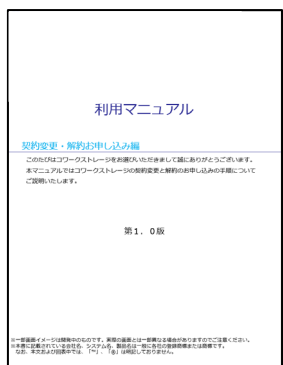 利用マニュアル
契約変更・解約お申し込み編
このたびはコワークストレージをお選びいただきまして誠にありがとうございます。
本マニュアルではコワークストレージの契約変更と解約のお申し込みの手順について
ご説明いたします。
第1．0版
※一部画面イメージは開発中のものです。実際の画面とは一部異なる場合がありますのでご注意ください。
※本書に記載されている会社名、システム名、製品名は一般に各社の登録商標または商標です。
なお、本文および図表中では、「™」、「®」は明記しておりません。